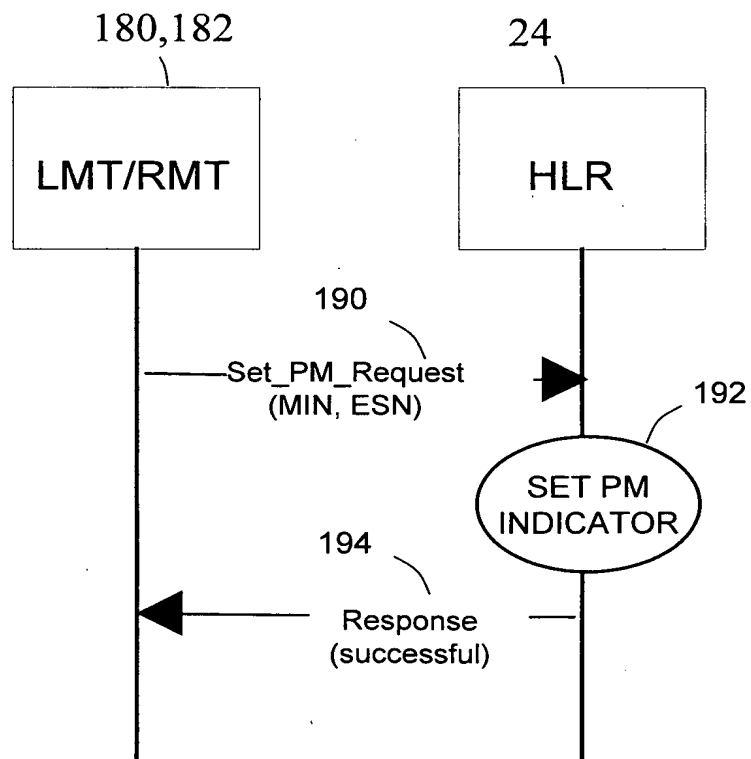 180,182
24
LMT/RMT
HLR
190
Set_PM_Request
(MIN, ESN)
192
SET PM
INDICATOR
194
Response
(successful)